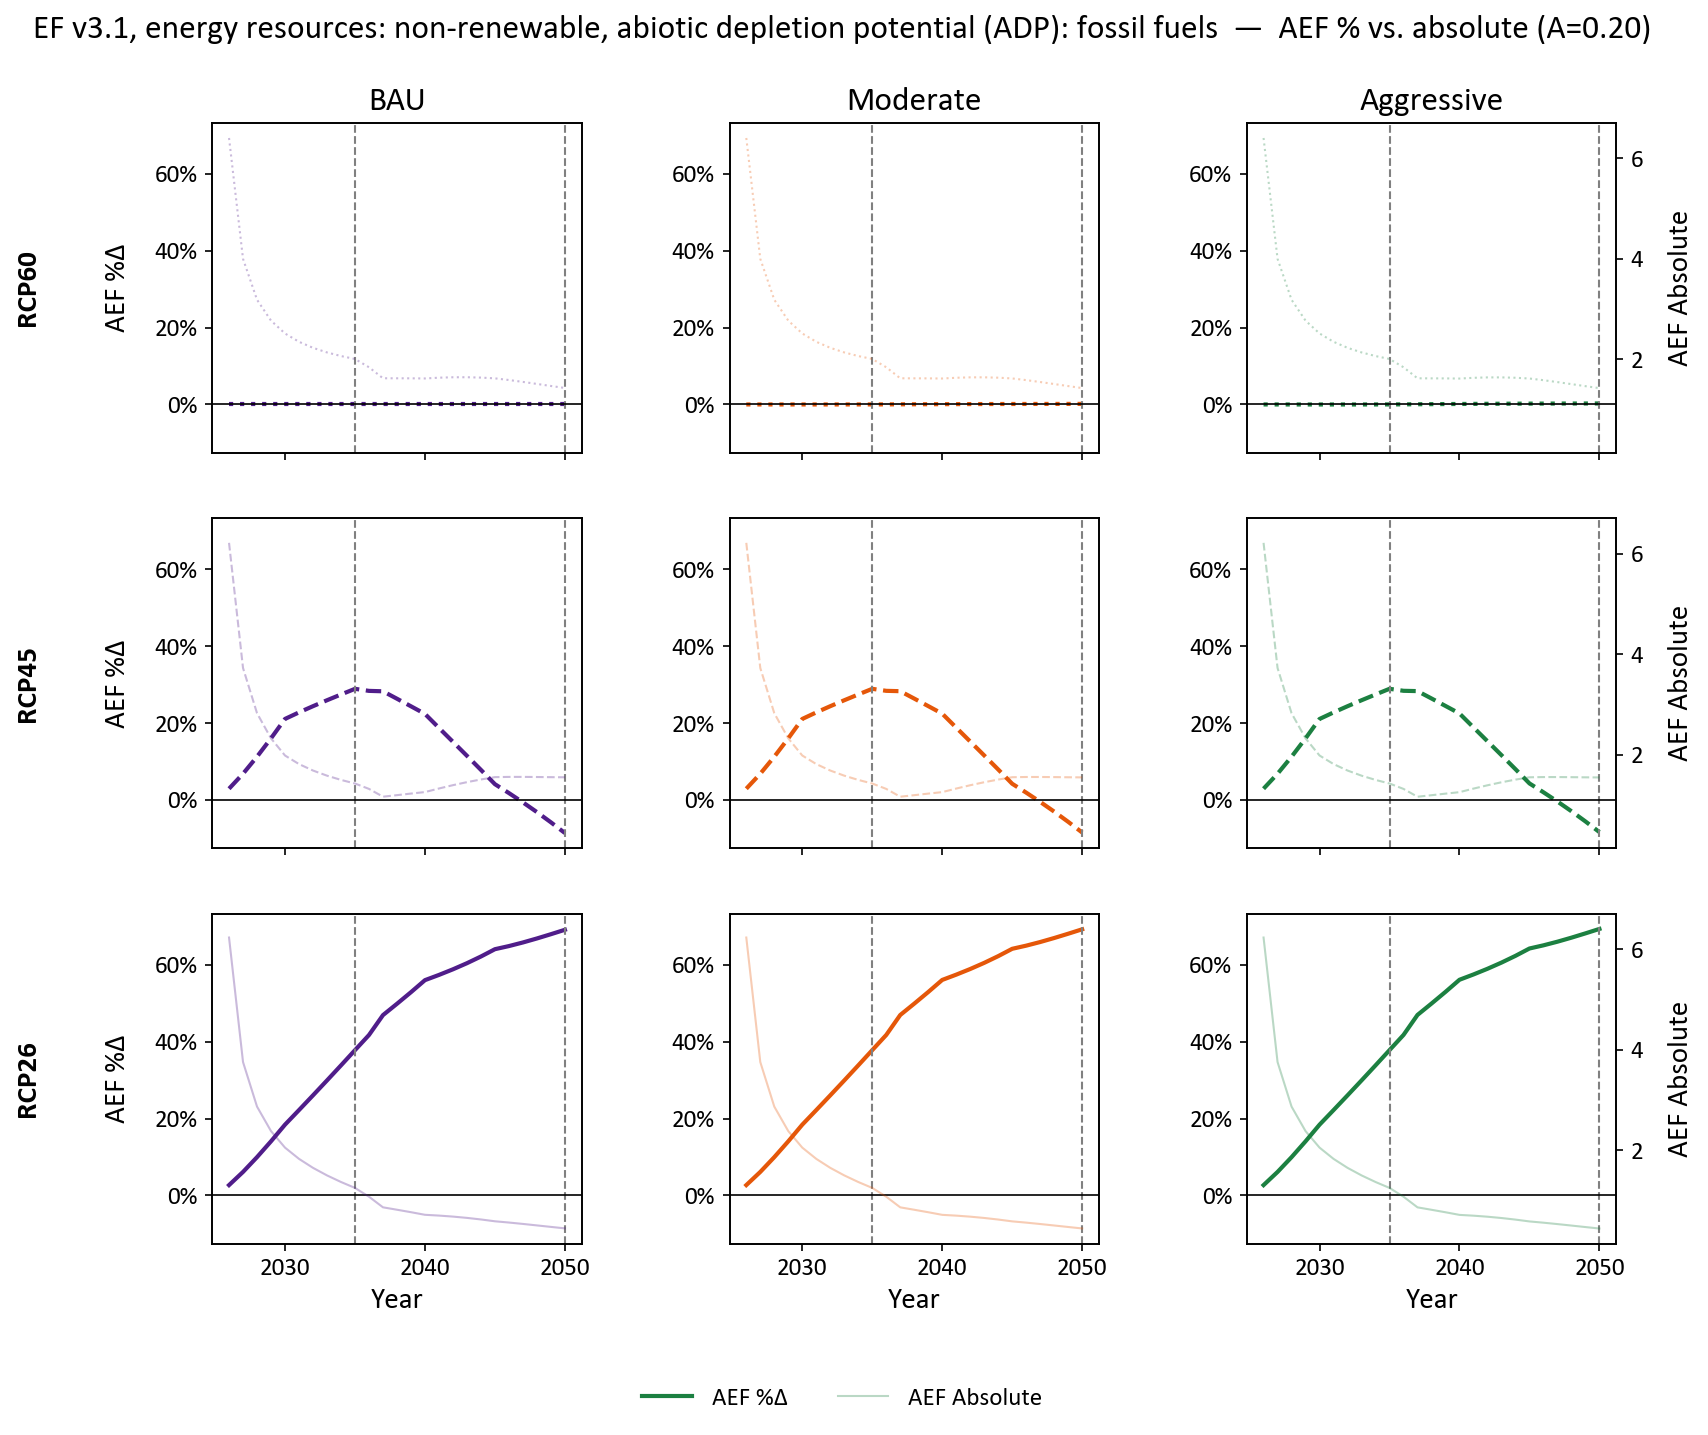 EF v3.1, energy resources: non-renewable, abiotic depletion potential (ADP): fossil fuels — AEF % vs. absolute (A=0.20)
BAU
Moderate
Aggressive
RCP60
AEF %Δ
60%
40%
20%
0%
60%
40%
20%
0%
60%
40%
20%
0%
6
4
2
AEF Absolute
RCP45
AEF %Δ
60%
40%
20%
0%
60%
40%
20%
0%
60%
40%
20%
0%
6
4
2
AEF Absolute
RCP26
AEF %Δ
60%
40%
20%
0%
60%
40%
20%
0%
60%
40%
20%
0%
6
4
2
AEF Absolute
2030 2040 2050
2030 2040 2050
2030 2040 2050
Year
Year
Year
AEF %Δ
AEF Absolute